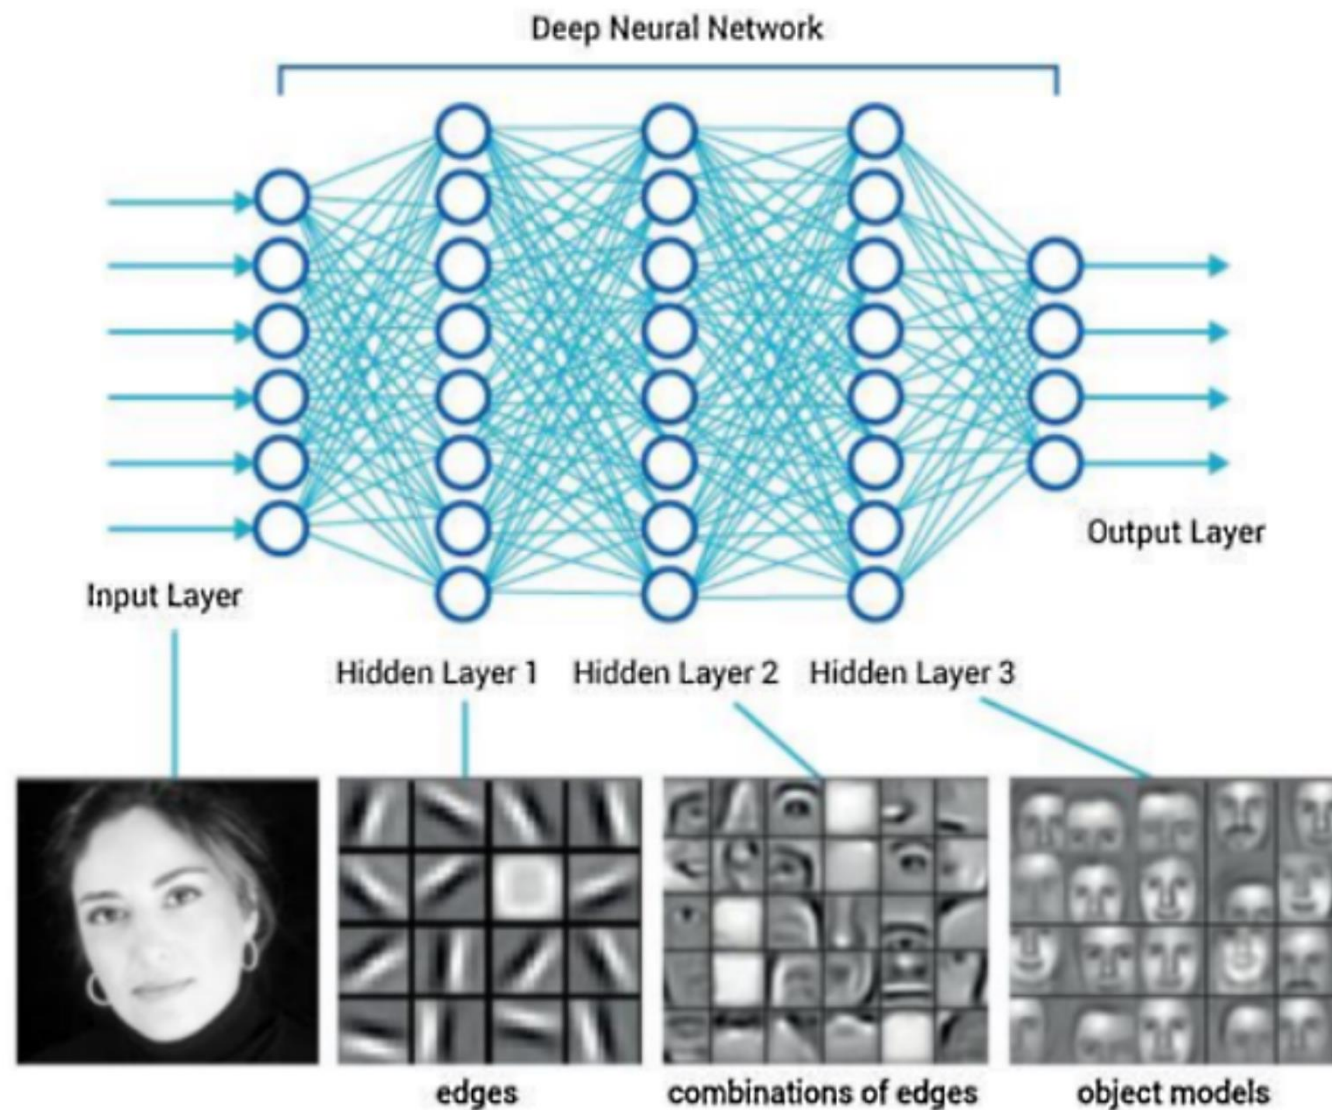 Deep Neural Network
Output Layer
Input Layer
Hidden Layer 1
Hidden Layer 2
Hidden Layer 3
edges
combinations of edges
object models